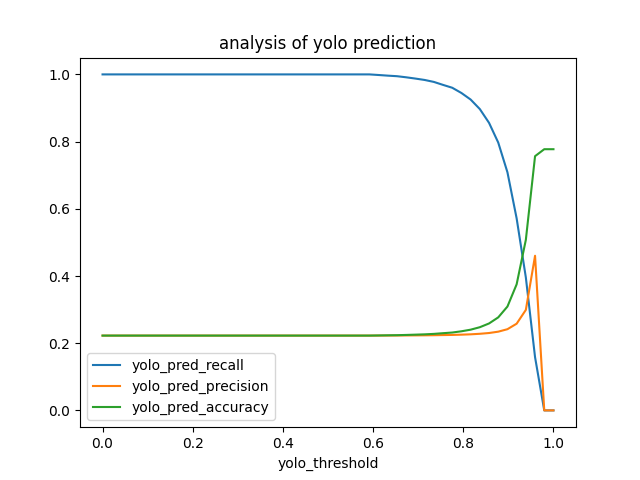 analysis of yolo prediction
1.0
0.8
0.6
0.4
0.2
0.0
yolo_pred_recall
yolo_pred_precision
yolo_pred_accuracy
0.0 0.2 0.4 0.6 0.8 1.0
yolo_threshold